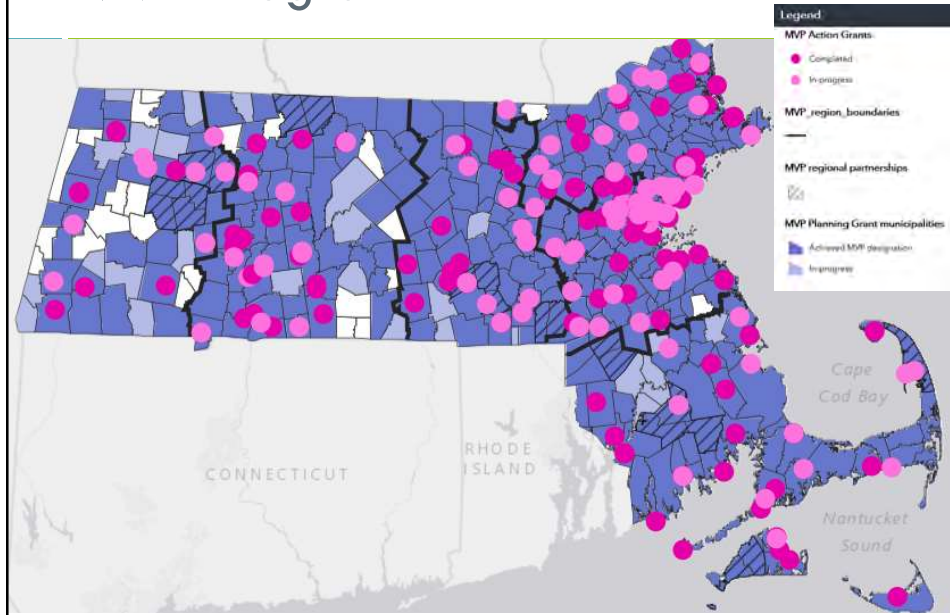 Legend
MVP Action Grants
Completed
In-progress
MVP_region_boundaries
MVP regional partnerships
MVP Planning Grant municipalities
Achieved MVP designation
In-progress
Cape
Cod Bay
RHODE
ISLAND
CONNECTICUT
Nantucket
Sound